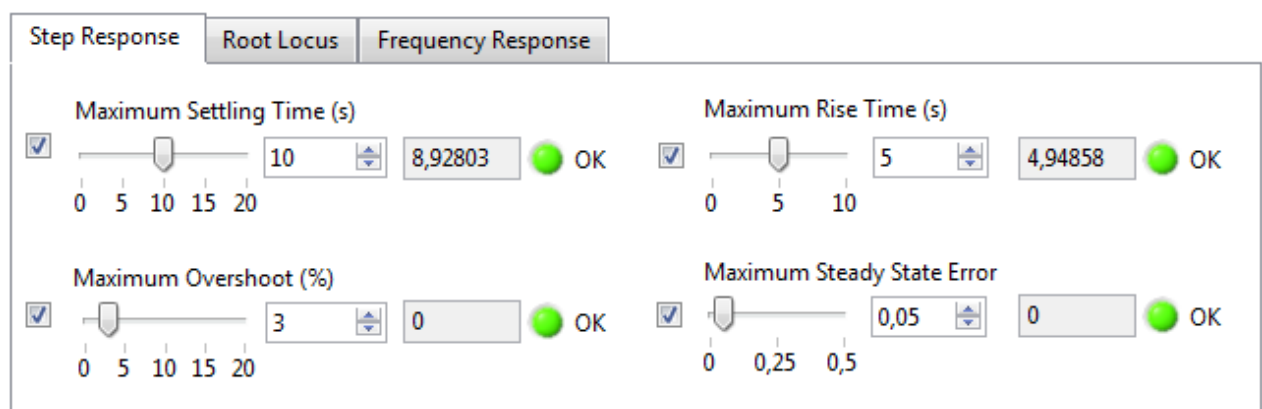 Step Response Root Locus Frequency Response
Maximum Settling Time (s)
10 8,92803 OK
0 5 10 15 20
Maximum Rise Time (s)
5 4,94858 OK
0 5 10
Maximum Overshoot (%)
3 0 OK
0 5 10 15 20
Maximum Steady State Error
0,05 0 OK
0 0,25 0,5